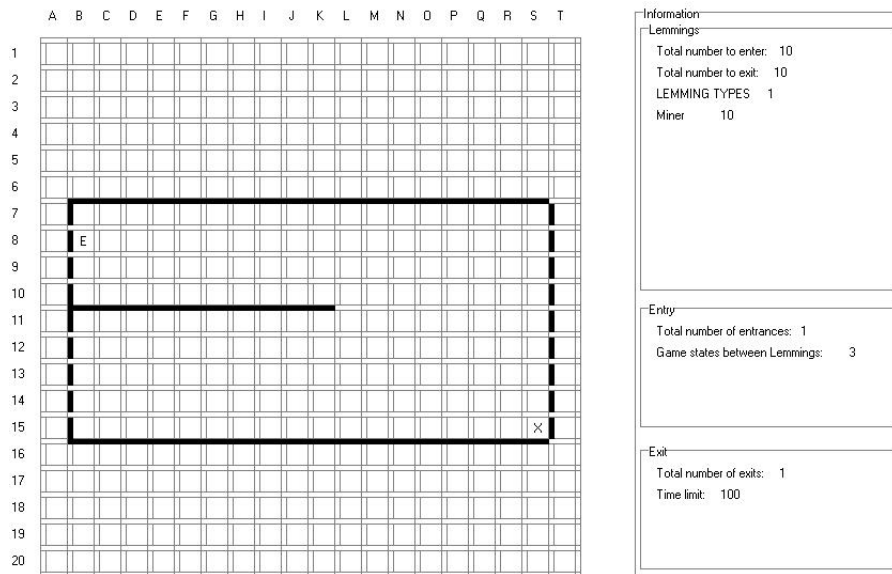 A B C D E F G H I J K L M N O P Q R S T
1
2
3
4
5
6
7
8 E
9
10
11
12
13
14
15 X
16
17
18
19
20
Information
Lemmings
Total number to enter: 10
Total number to exit: 10
LEMMING TYPES 1
Miner 10
Entry
Total number of entrances: 1
Game states between Lemmings: 3
Exit
Total number of exits: 1
Time limit: 100